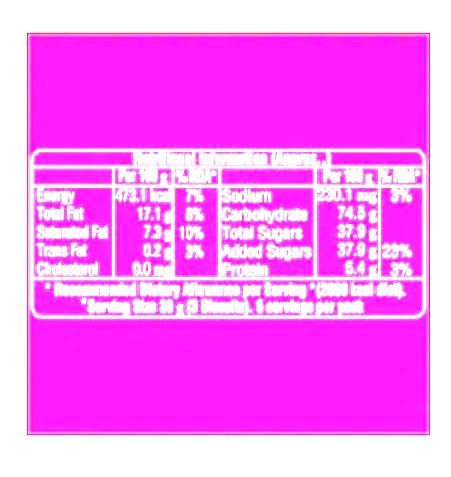 Nutritional Information (Approx.)
Per 100 g % RDA* Per 100 g % RDA*
Energy 473.1 kcal 7% Sodium 230.1 mg 3%
Total Fat 17.1 g 8% Carbohydrate 74.5 g
Saturated Fat 7.3 g 10% Total Sugars 37.9 g
Trans Fat 0.2 g 3% Added Sugars 37.9 g 23%
Cholesterol 0.0 mg Protein 5.4 g 3%
* Recommended Dietary Allowance per Serving * (2000 kcal diet).
*Serving Size 30 g (3 Biscuits). servings per pack